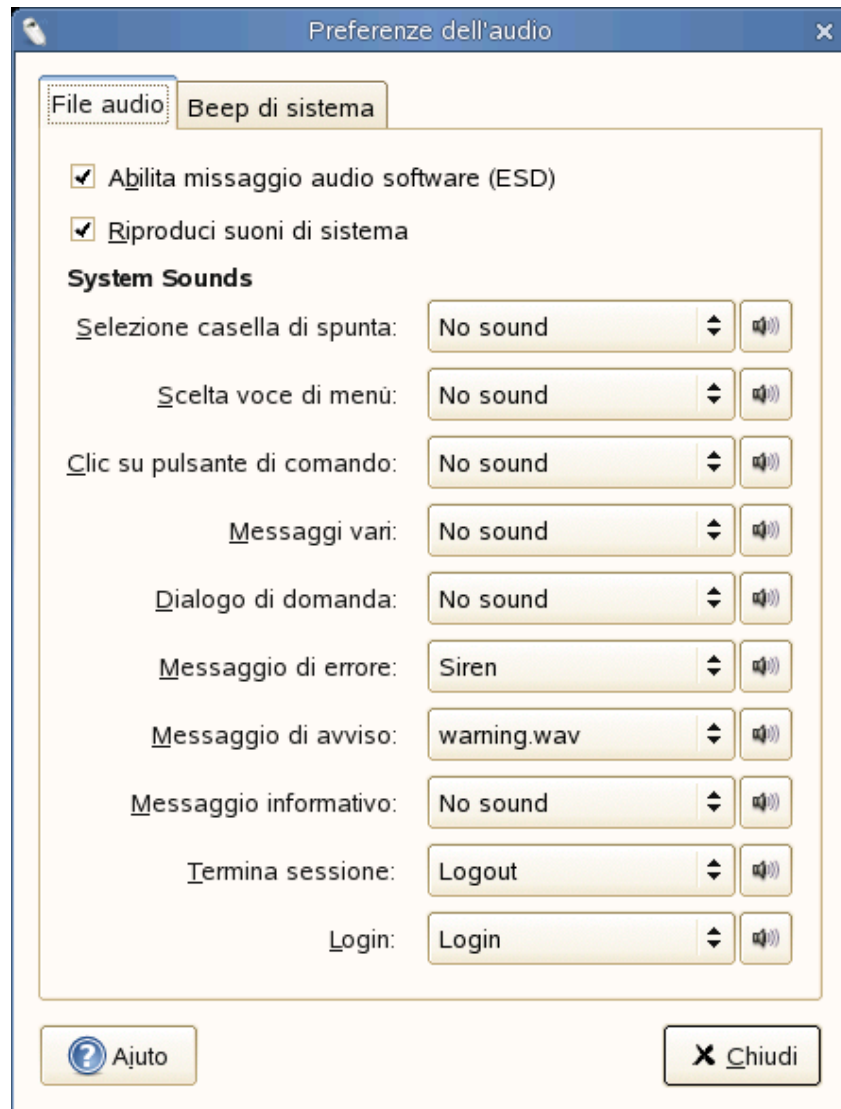 Preferenze dell'audio
File audio
Beep di sistema
Abilita missaggio audio software (ESD)
Riproduci suoni di sistema
System Sounds
Selezione casella di spunta: No sound
Scelta voce di menù: No sound
Clic su pulsante di comando: No sound
Messaggi vari: No sound
Dialogo di domanda: No sound
Messaggio di errore: Siren
Messaggio di avviso: warning.wav
Messaggio informativo: No sound
Termina sessione: Logout
Login: Login
Aiuto
Chiudi